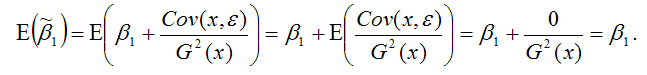 E(β̃₁) = E(β₁ + Cov(x, ε) / G²(x)) = β₁ + E(Cov(x, ε) / G²(x)) = β₁ + 0 / G²(x) = β₁.